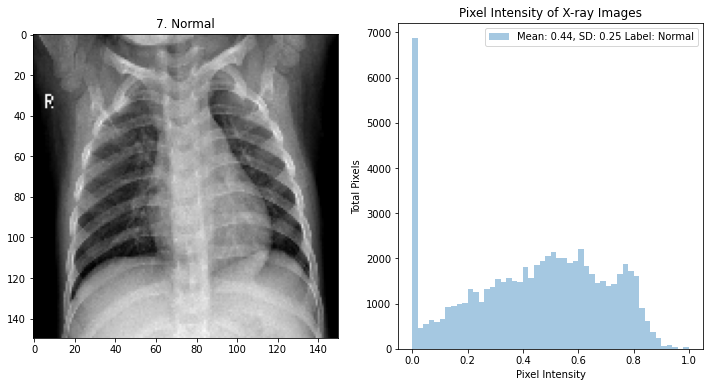 7. Normal
R
0
20
40
60
80
100
120
140
0 20 40 60 80 100 120 140
Pixel Intensity of X-ray Images
Mean: 0.44, SD: 0.25 Label: Normal
Total Pixels
7000
6000
5000
4000
3000
2000
1000
0
0.0 0.2 0.4 0.6 0.8 1.0
Pixel Intensity